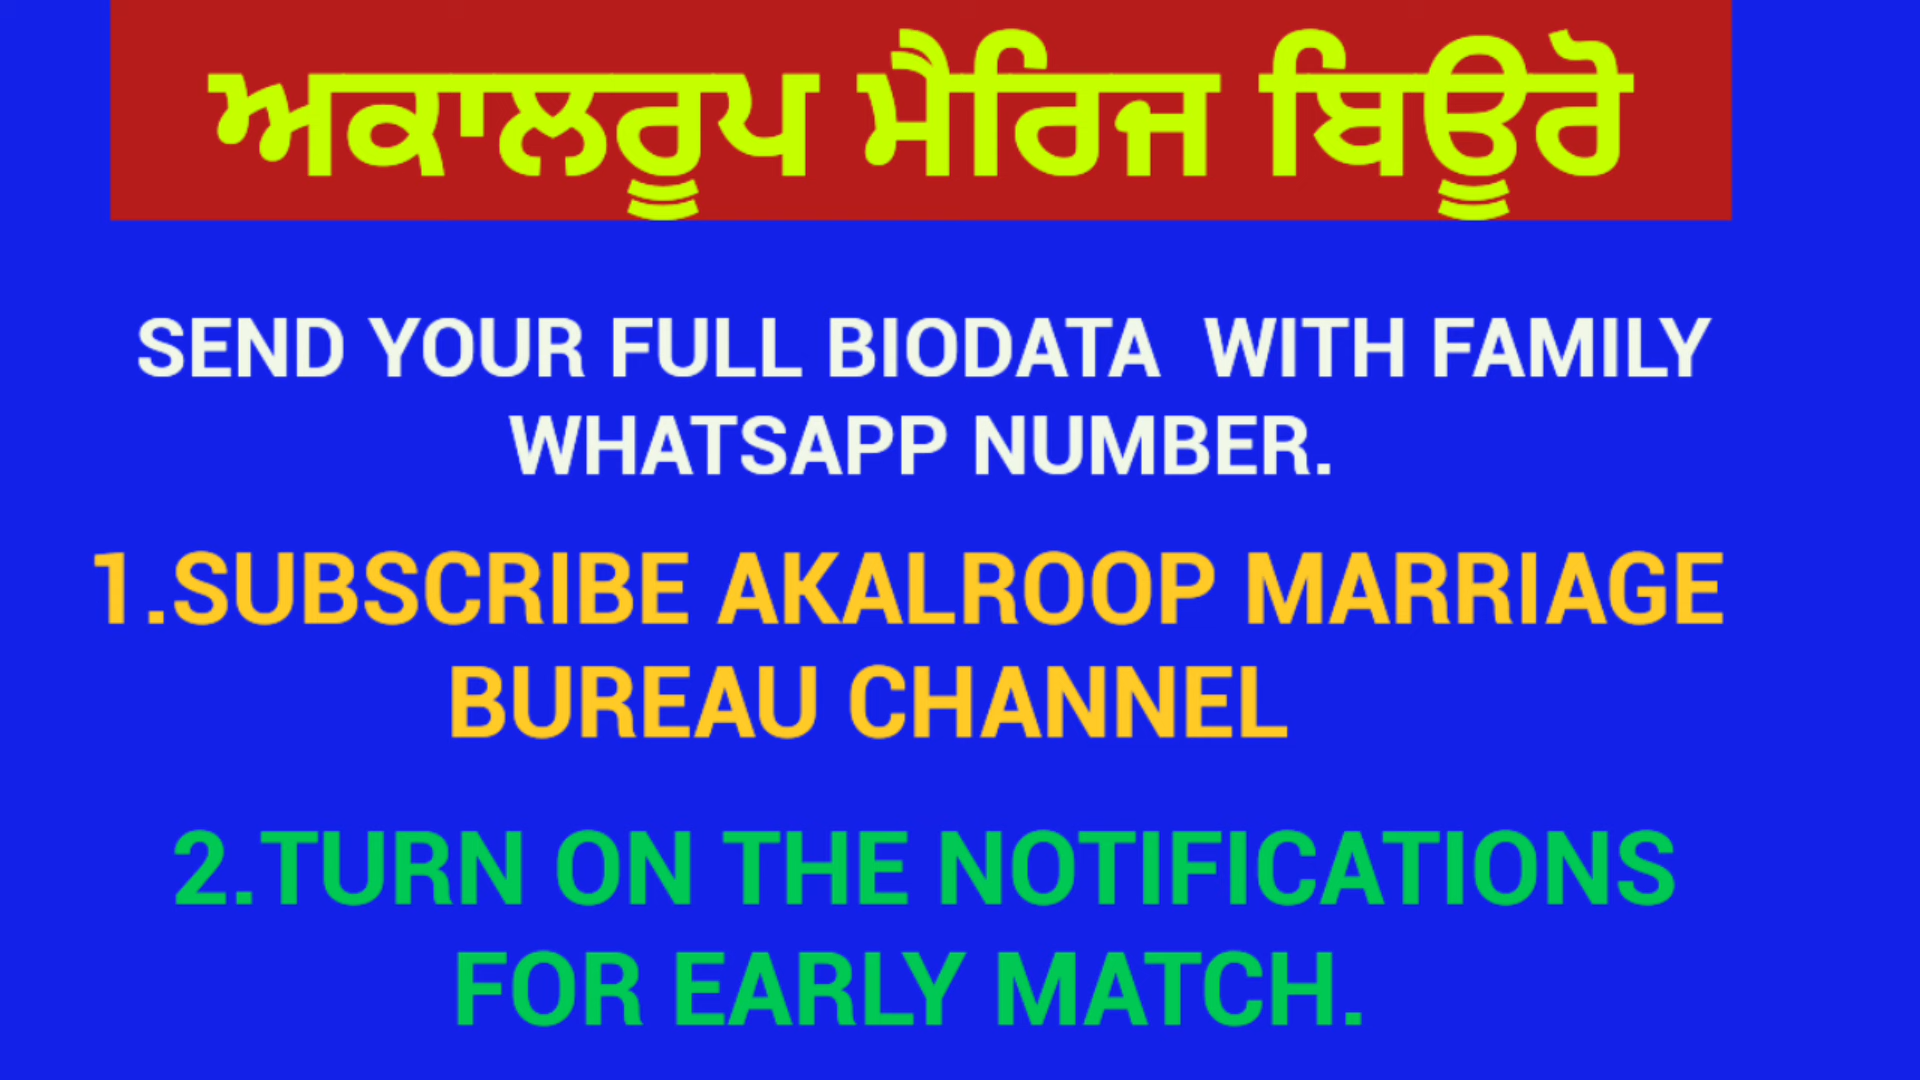 ਅਕਾਲਰੂਪ ਮੈਰਿਜ ਬਿਊਰੋ
SEND YOUR FULL BIODATA WITH FAMILY
WHATSAPP NUMBER.
1.SUBSCRIBE AKALROOP MARRIAGE
BUREAU CHANNEL
2.TURN ON THE NOTIFICATIONS
FOR EARLY MATCH.